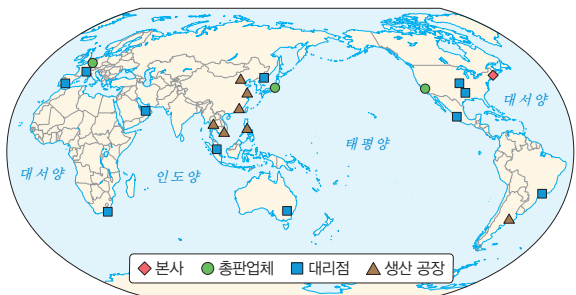 대서양
태평양
대서양
인도양
본사 총판업체 대리점 생산 공장